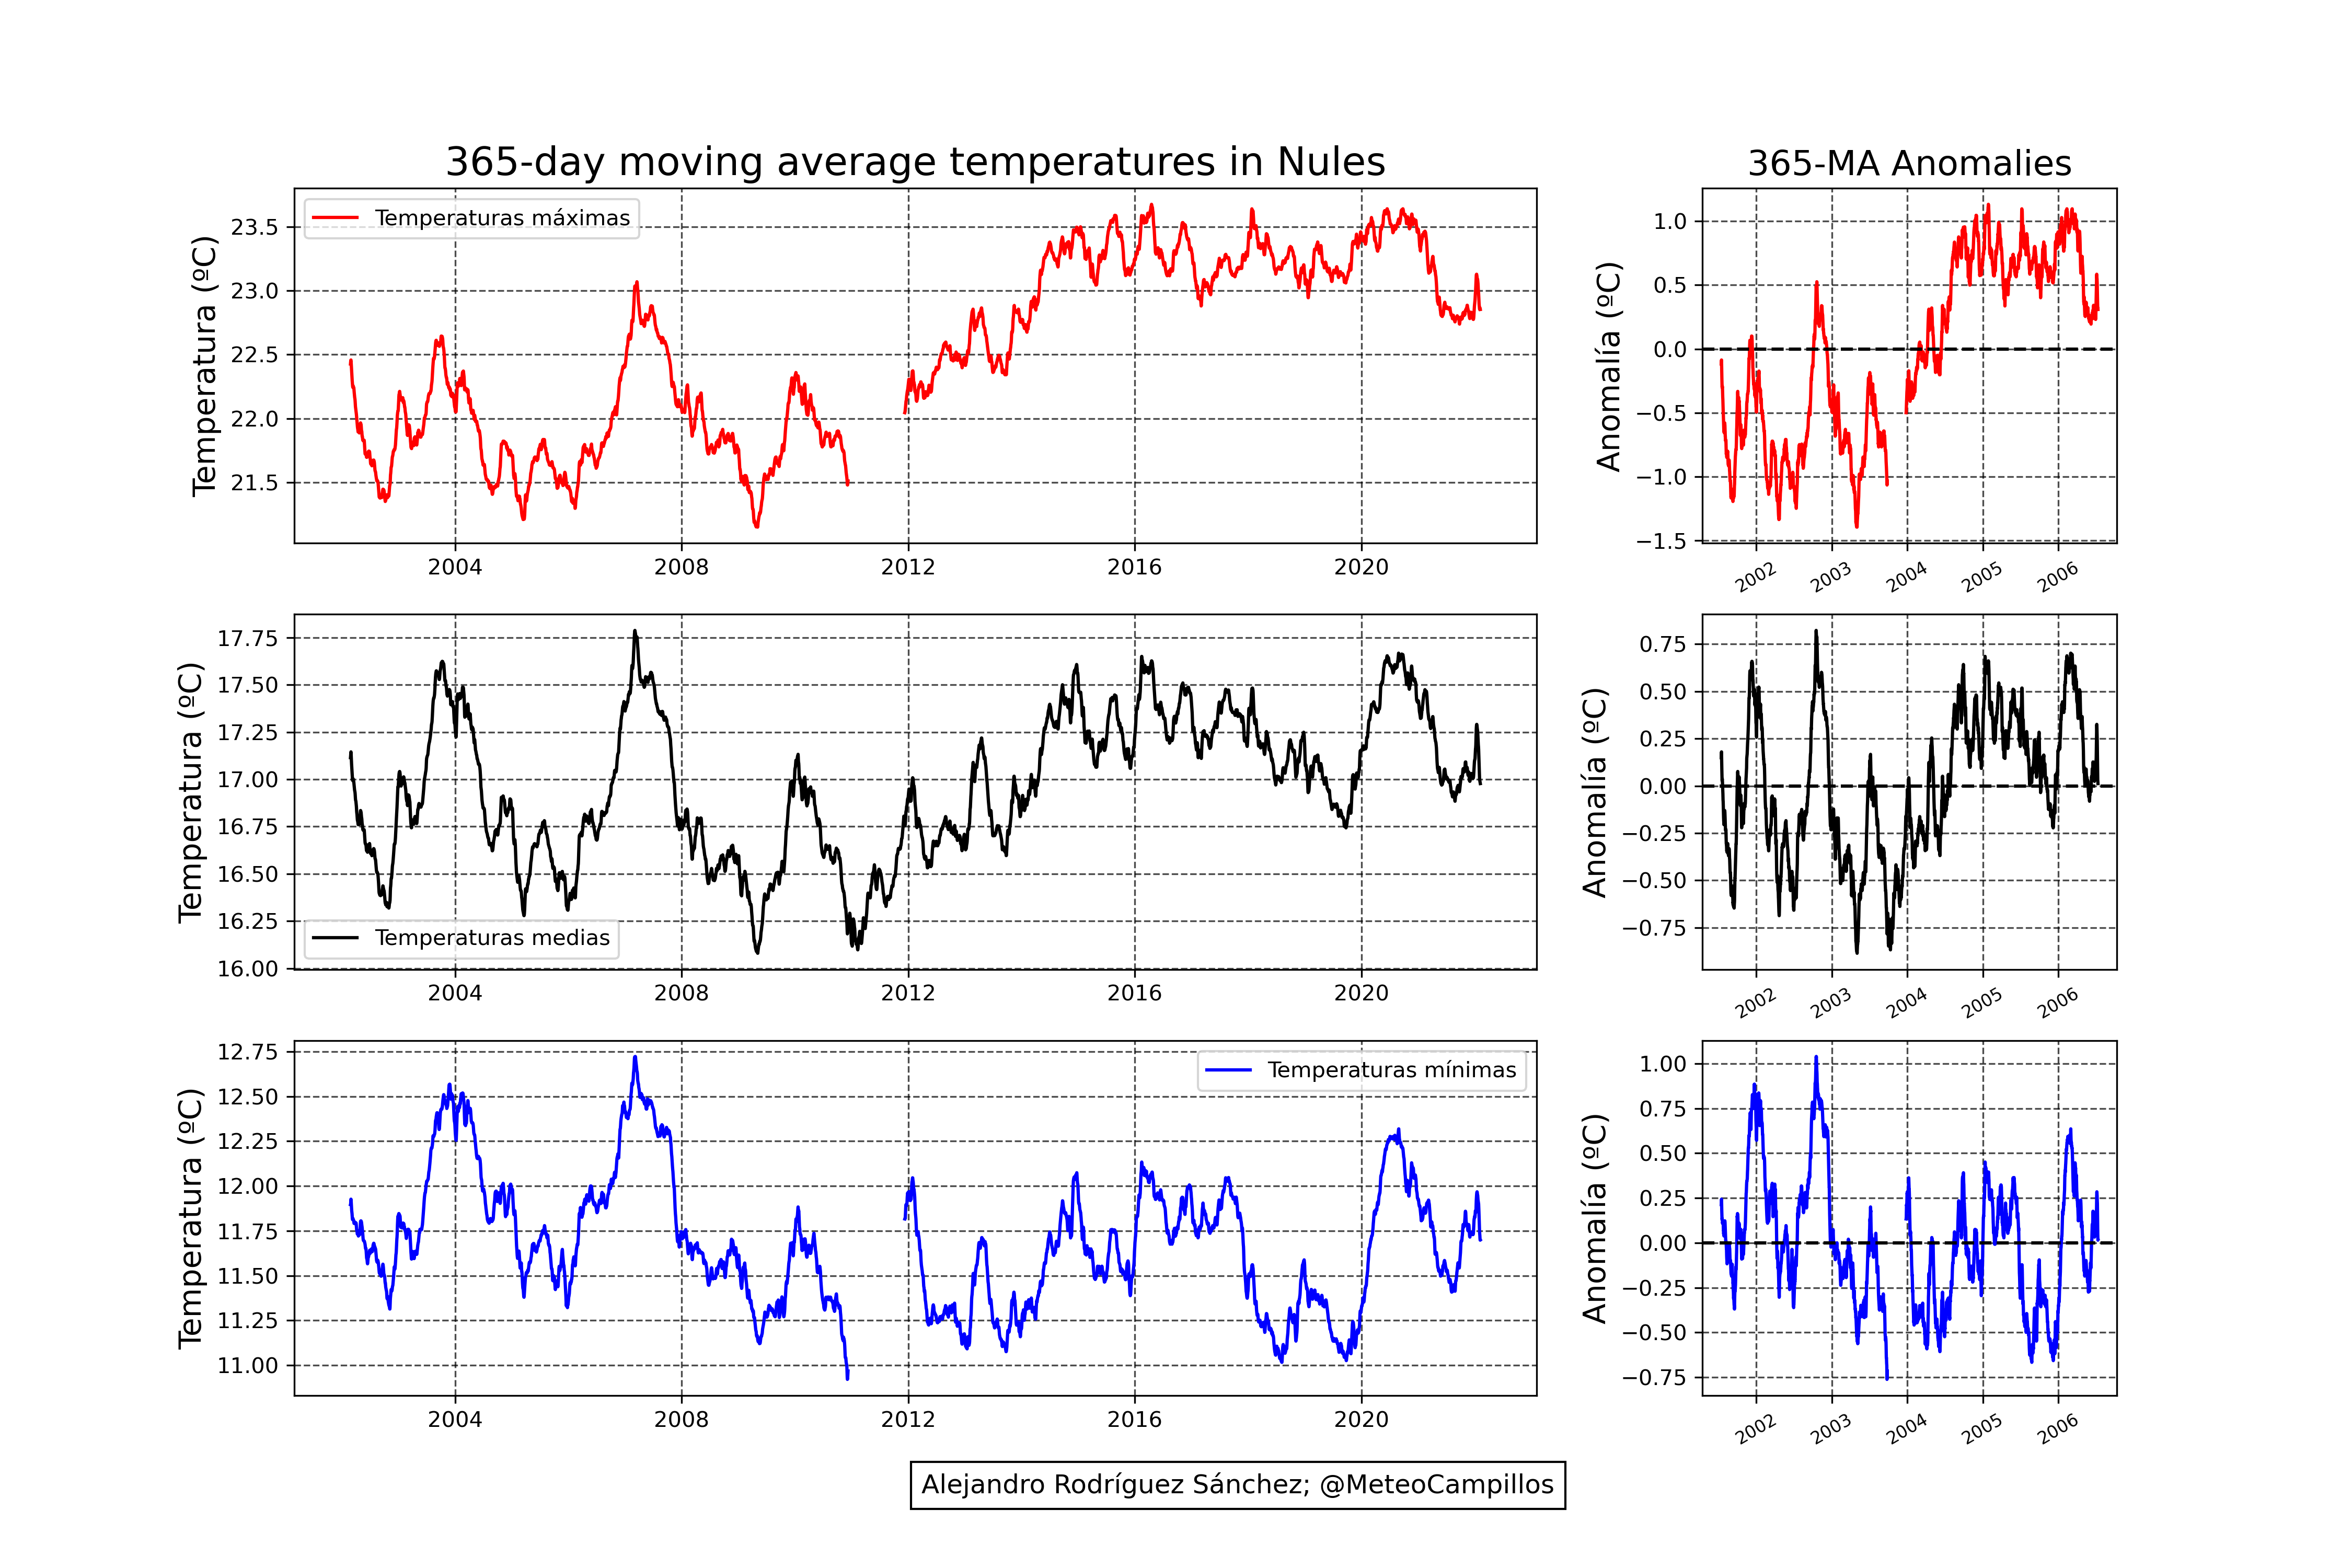 365-day moving average temperatures in Nules
Temperatura (ºC)
23.5
23.0
22.5
22.0
21.5
Temperaturas máximas
2004 2008 2012 2016 2020
365-MA Anomalies
Anomalía (ºC)
1.0
0.5
0.0
−0.5
−1.0
−1.5
2002 2003 2004 2005 2006
Temperatura (ºC)
17.75
17.50
17.25
17.00
16.75
16.50
16.25
16.00
Temperaturas medias
2004 2008 2012 2016 2020
Anomalía (ºC)
0.75
0.50
0.25
0.00
−0.25
−0.50
−0.75
2002 2003 2004 2005 2006
Temperatura (ºC)
12.75
12.50
12.25
12.00
11.75
11.50
11.25
11.00
Temperaturas mínimas
2004 2008 2012 2016 2020
Anomalía (ºC)
1.00
0.75
0.50
0.25
0.00
−0.25
−0.50
−0.75
2002 2003 2004 2005 2006
Alejandro Rodríguez Sánchez; @MeteoCampillos